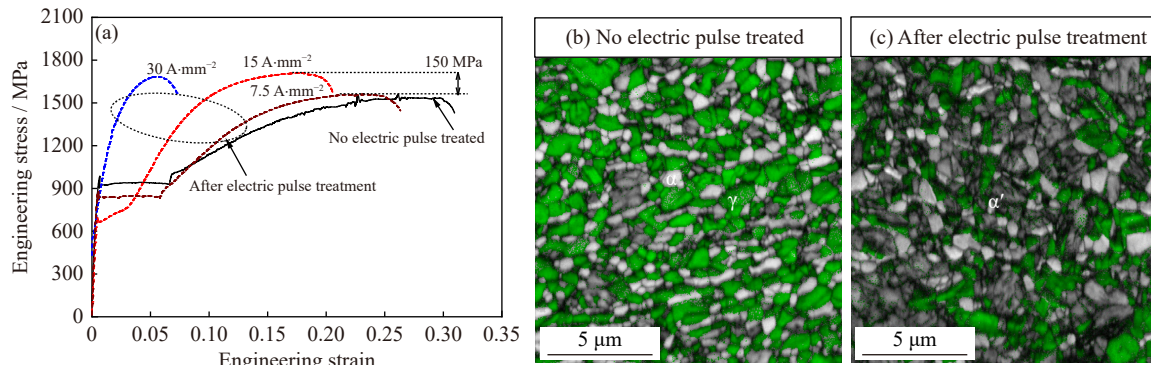 2100
1800
1500
1200
900
600
300
0
Engineering stress / MPa
(a)
30 A·mm⁻²
15 A·mm⁻²
7.5 A·mm⁻²
150 MPa
No electric pulse treated
After electric pulse treatment
0 0.05 0.10 0.15 0.20 0.25 0.30 0.35
Engineering strain
(b) No electric pulse treated
α
γ
5 μm
(c) After electric pulse treatment
α′
5 μm